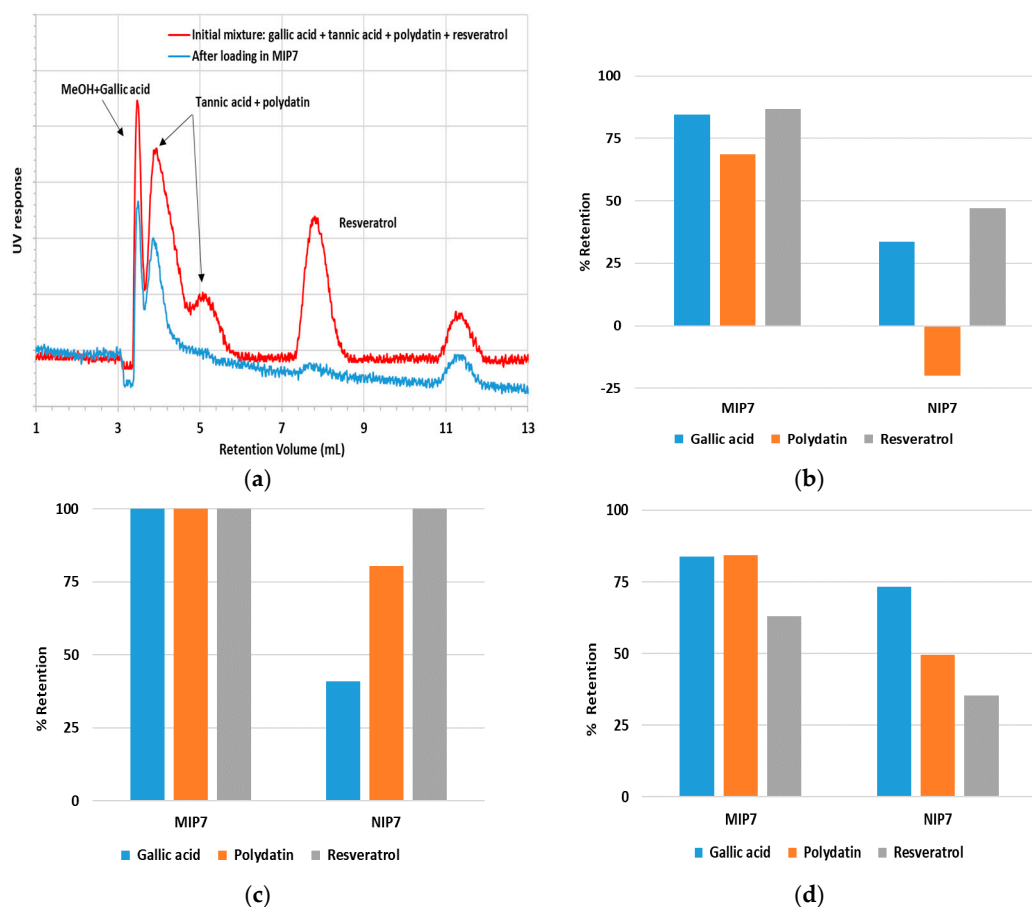 Initial mixture: gallic acid + tannic acid + polydatin + resveratrol
After loading in MIP7
MeOH+Gallic acid
Tannic acid + polydatin
Resveratrol
UV response
1 3 5 7 9 11 13
Retention Volume (mL)
(a)
100
75
50
25
0
-25
% Retention
MIP7 NIP7
Gallic acid Polydatin Resveratrol
(b)
100
75
50
25
0
% Retention
MIP7 NIP7
Gallic acid Polydatin Resveratrol
(c)
100
75
50
25
0
% Retention
MIP7 NIP7
Gallic acid Polydatin Resveratrol
(d)